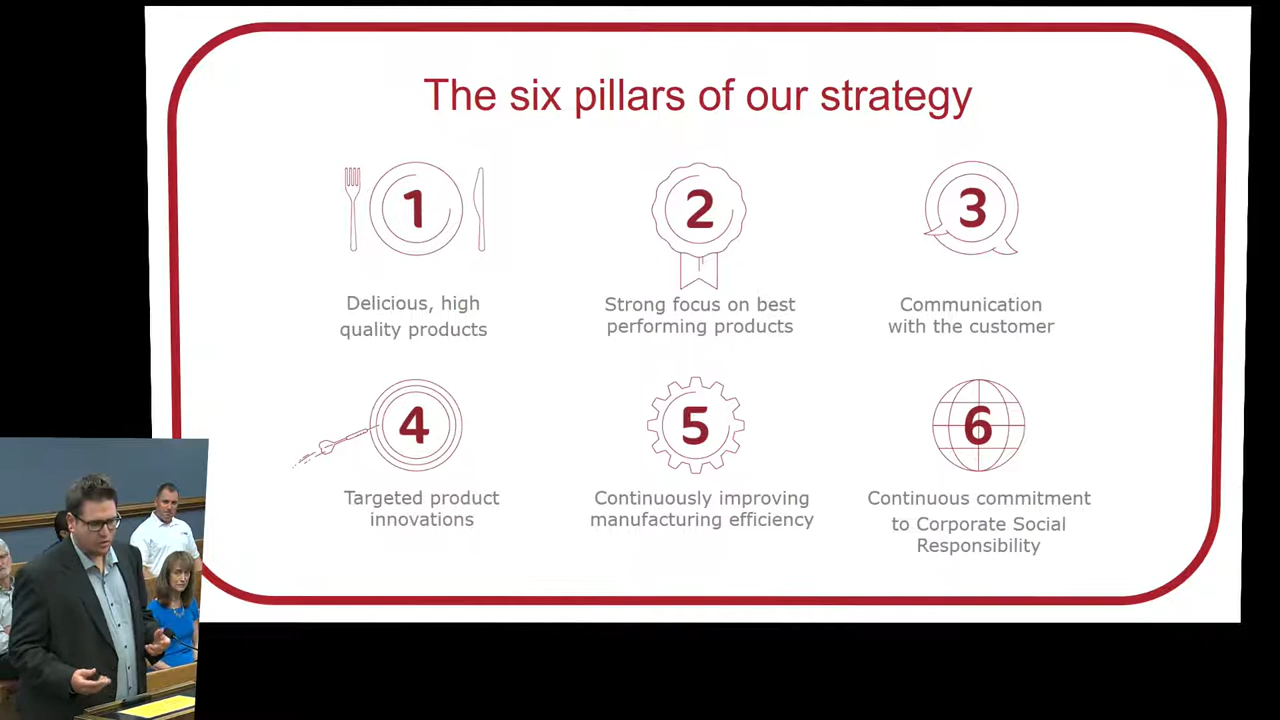 The six pillars of our strategy
1
2
3
Delicious, high
quality products
Strong focus on best
performing products
Communication
with the customer
4
5
6
Targeted product
innovations
Continuously improving
manufacturing efficiency
Continuous commitment
to Corporate Social
Responsibility